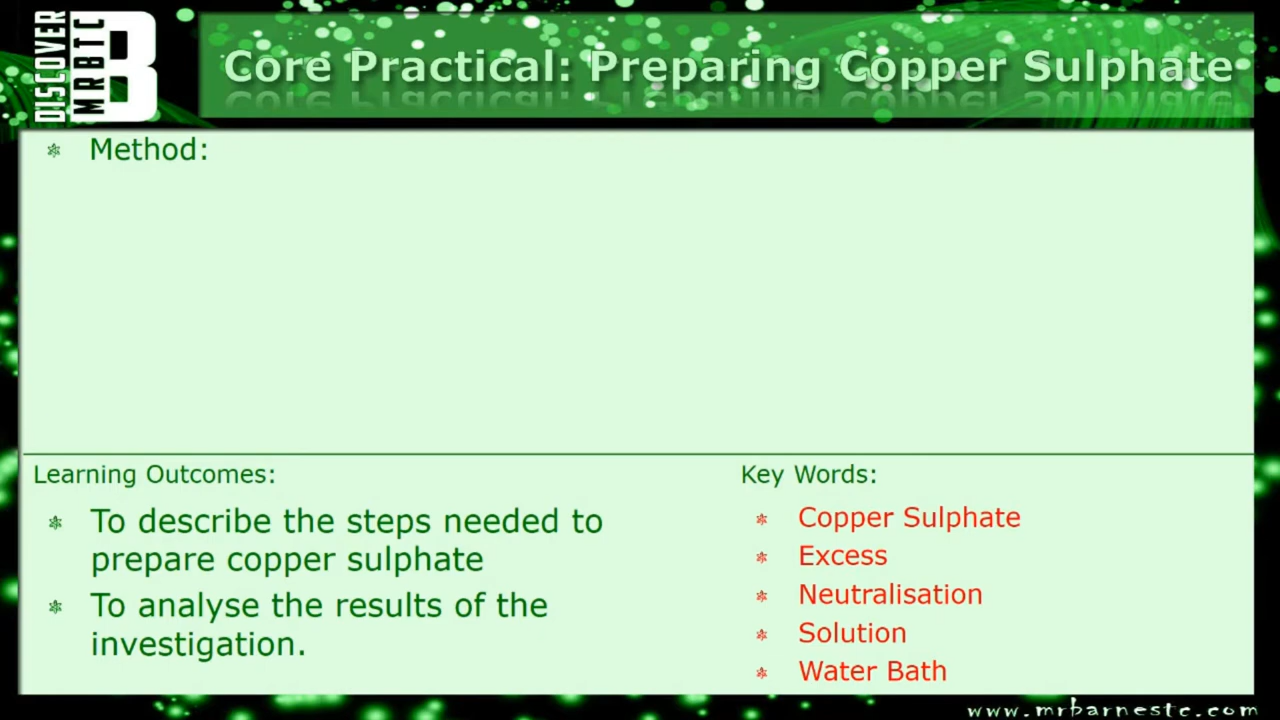 DISCOVER
MRBTC
B
Core Practical: Preparing Copper Sulphate
Method:
Learning Outcomes:
To describe the steps needed to
prepare copper sulphate
To analyse the results of the
investigation.
Key Words:
Copper Sulphate
Excess
Neutralisation
Solution
Water Bath
www.mrbarnestc.com